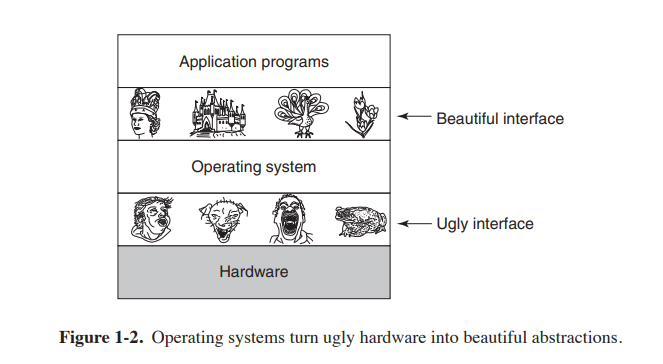 Application programs
Beautiful interface
Operating system
Ugly interface
Hardware
Figure 1-2. Operating systems turn ugly hardware into beautiful abstractions.